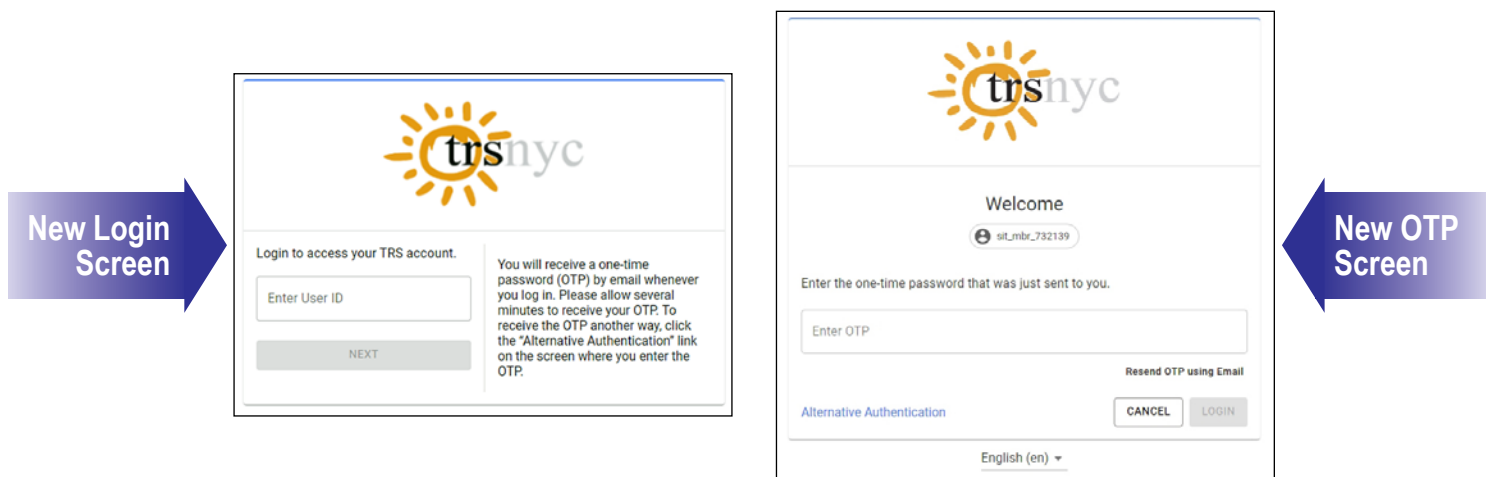 New Login
Screen
trsnyc
Login to access your TRS account.
Enter User ID
NEXT
You will receive a one-time
password (OTP) by email whenever
you log in. Please allow several
minutes to receive your OTP. To
receive the OTP another way, click
the “Alternative Authentication” link
on the screen where you enter the
OTP.
trsnyc
Welcome
sit_mbr_732139
Enter the one-time password that was just sent to you.
Enter OTP
Resend OTP using Email
Alternative Authentication
CANCEL
LOGIN
English (en)
New OTP
Screen